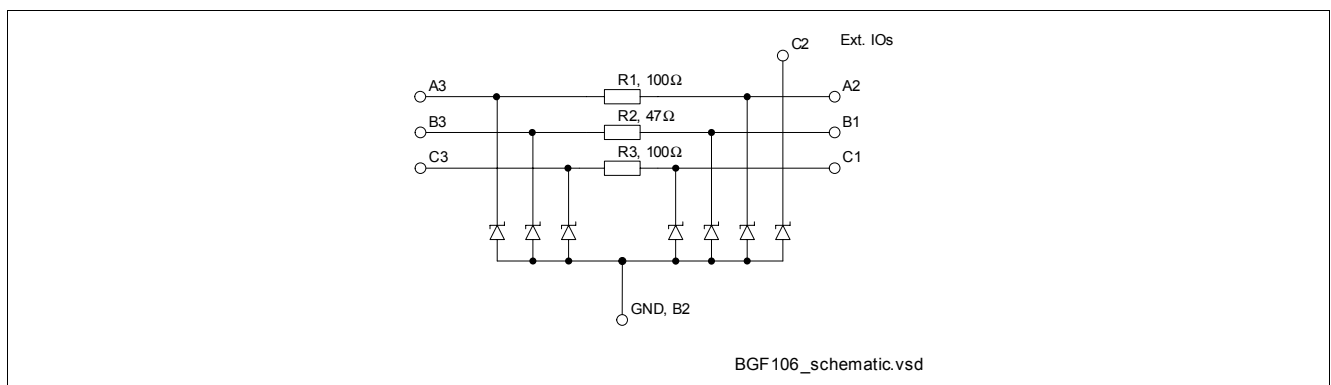 C2 Ext. IOs
A3 R1, 100Ω A2
B3 R2, 47Ω B1
C3 R3, 100Ω C1
GND, B2
BGF106_schematic.vsd